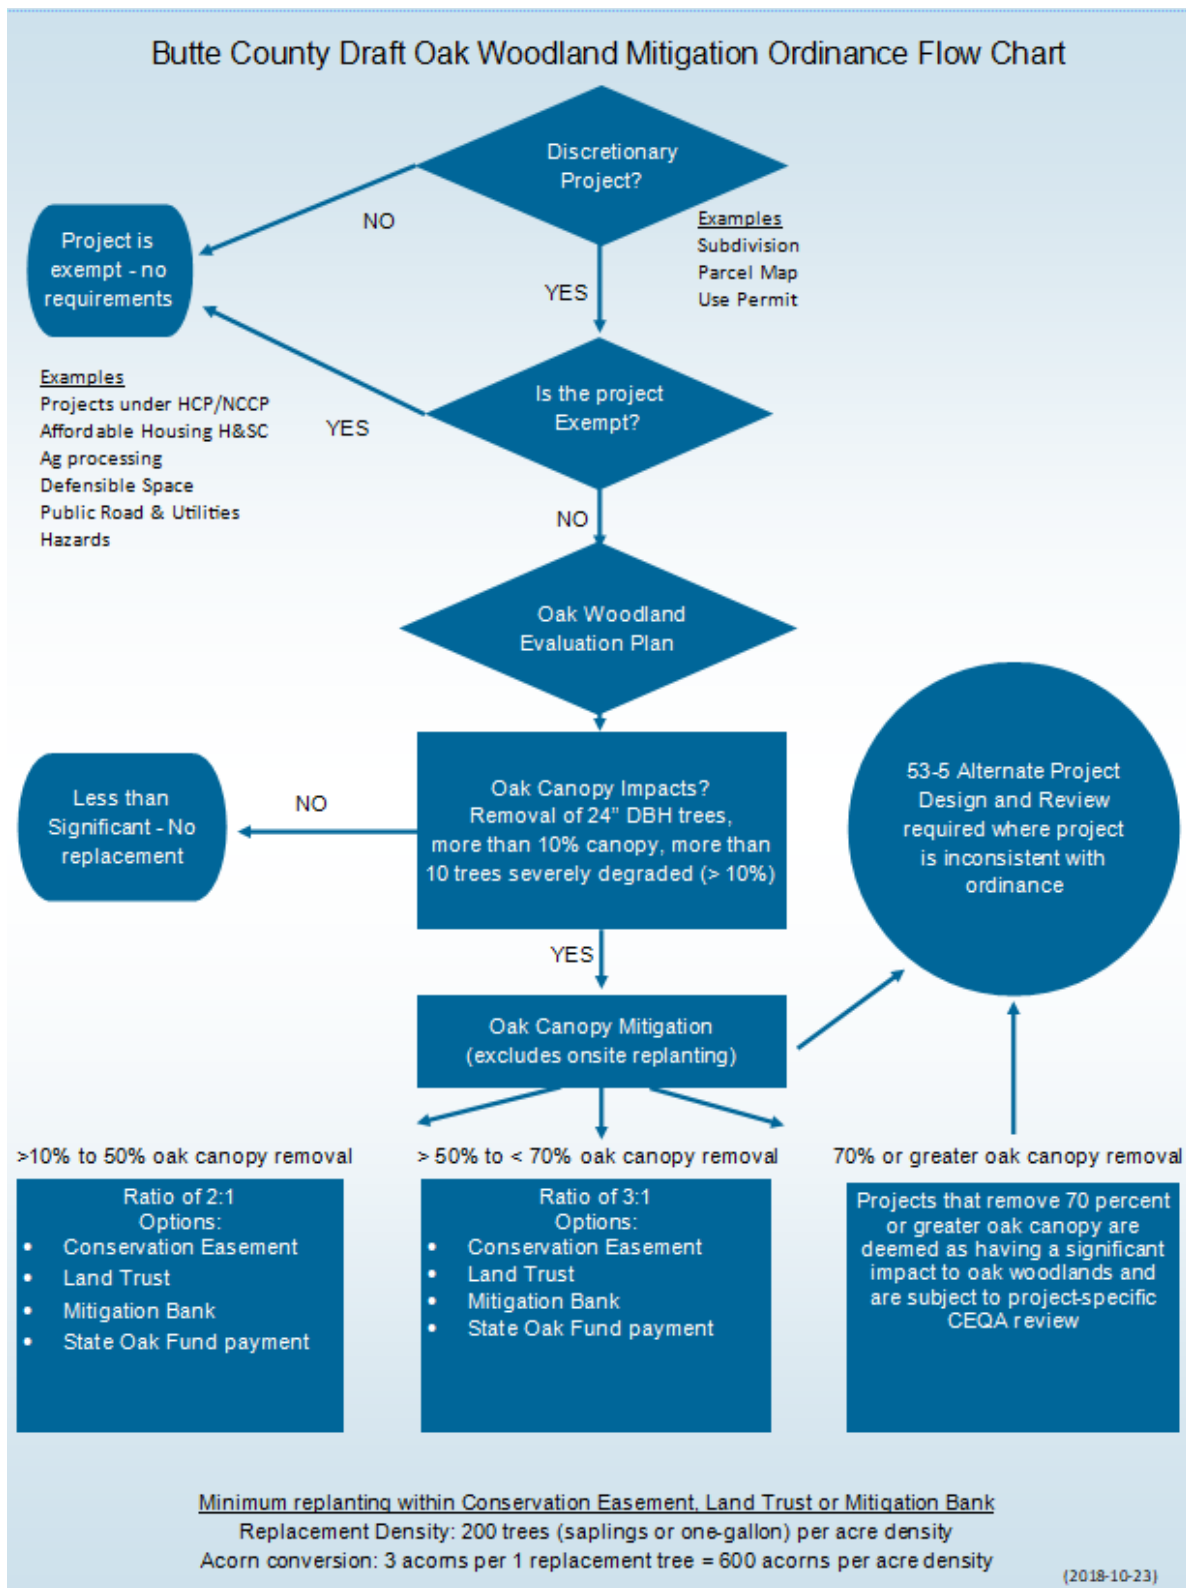 Butte County Draft Oak Woodland Mitigation Ordinance Flow Chart
Discretionary
Project?
NO
Examples
Subdivision
Parcel Map
Use Permit
Project is
exempt - no
requirements
YES
Examples
Projects under HCP/NCCP
Affordable Housing H&SC
Ag processing
Defensible Space
Public Road & Utilities
Hazards
YES
Is the project
Exempt?
NO
Oak Woodland
Evaluation Plan
Oak Canopy Impacts?
Removal of 24” DBH trees,
more than 10% canopy, more than
10 trees severely degraded (> 10%)
NO
Less than
Significant - No
replacement
53-5 Alternate Project
Design and Review
required where project
is inconsistent with
ordinance
YES
Oak Canopy Mitigation
(excludes onsite replanting)
>10% to 50% oak canopy removal
Ratio of 2:1
Options:
• Conservation Easement
• Land Trust
• Mitigation Bank
• State Oak Fund payment
> 50% to < 70% oak canopy removal
Ratio of 3:1
Options:
• Conservation Easement
• Land Trust
• Mitigation Bank
• State Oak Fund payment
70% or greater oak canopy removal
Projects that remove 70 percent
or greater oak canopy are
deemed as having a significant
impact to oak woodlands and
are subject to project-specific
CEQA review
Minimum replanting within Conservation Easement, Land Trust or Mitigation Bank
Replacement Density: 200 trees (saplings or one-gallon) per acre density
Acorn conversion: 3 acorns per 1 replacement tree = 600 acorns per acre density
(2018-10-23)